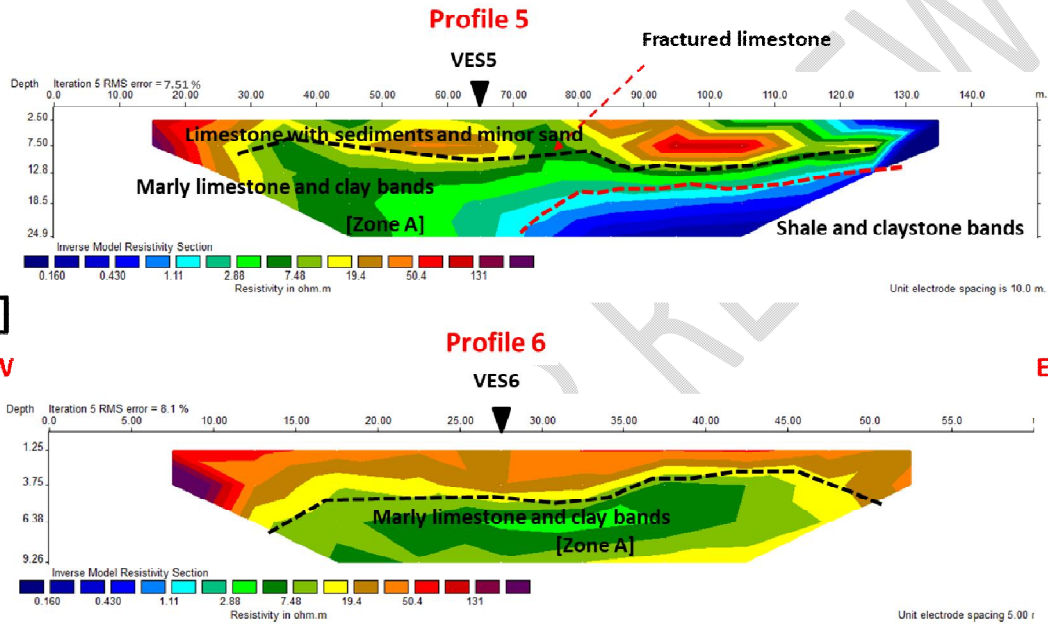 Profile 5
Fractured limestone
VES5
Depth Iteration 5 RMS error = 7.51 %
0.0 10.00 20.00 30.00 40.00 50.00 60.00 70.00 80.00 90.00 100.0 110.0 120.0 130.0 140.0 m.
2.50
7.50
12.8
18.5
24.9
Limestone with sediments and minor sand
Marly limestone and clay bands
[Zone A]
Shale and claystone bands
Inverse Model Resistivity Section
0.160 0.430 1.11 2.88 7.48 19.4 50.4 131
Resistivity in ohm.m
Unit electrode spacing is 10.0 m.
]
Profile 6
E
VES6
Depth Iteration 5 RMS error = 8.1 %
0.0 5.00 10.00 15.00 20.00 25.00 30.00 35.00 40.00 45.00 50.0 55.0
1.25
3.75
6.38
9.26
Marly limestone and clay bands
[Zone A]
Inverse Model Resistivity Section
0.160 0.430 1.11 2.88 7.48 19.4 50.4 131
Resistivity in ohm.m
Unit electrode spacing 5.00